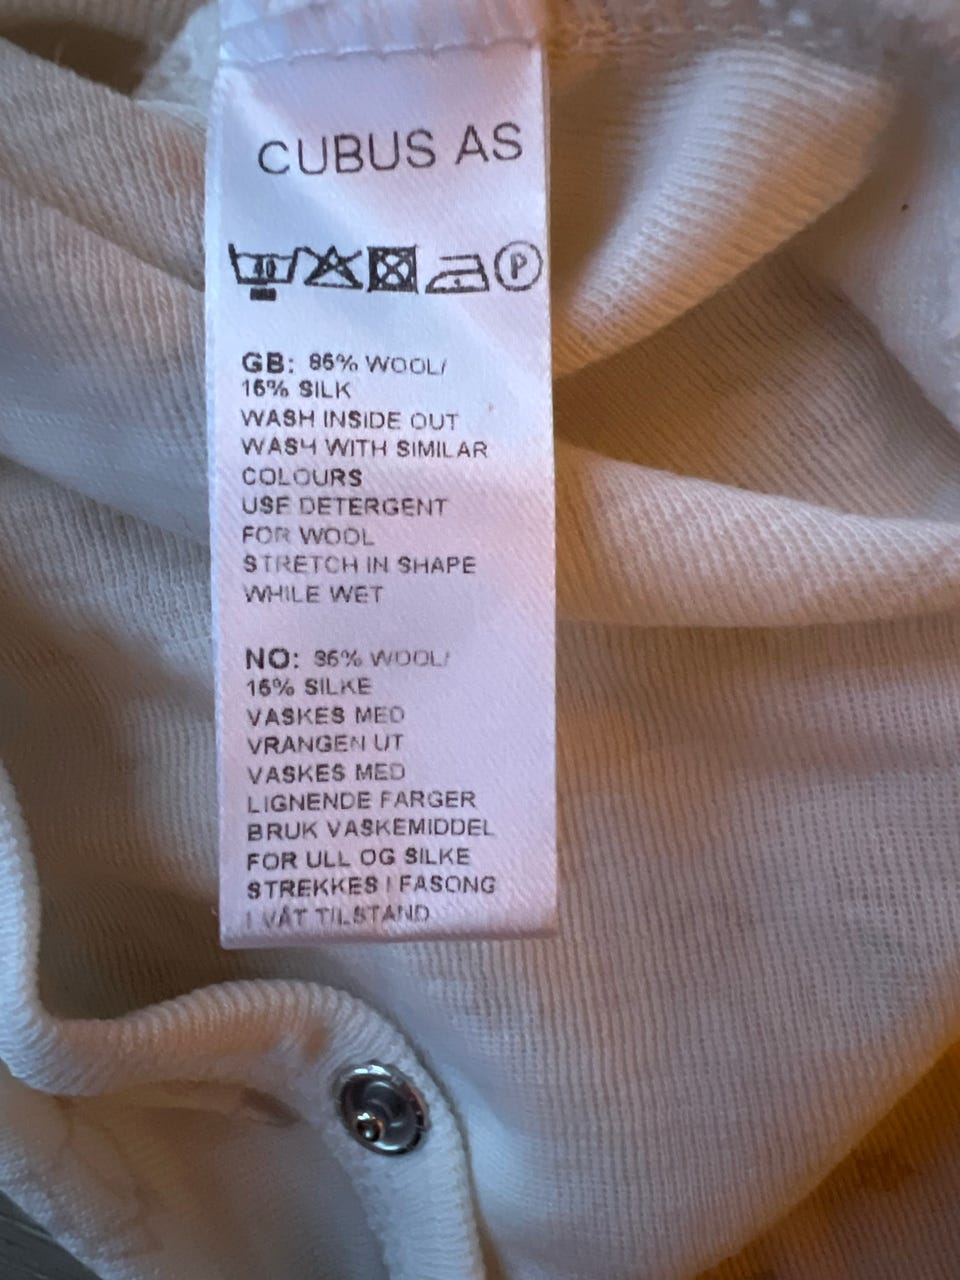 CUBUS AS
P
GB: 85% WOOL/
15% SILK
WASH INSIDE OUT
WASH WITH SIMILAR
COLOURS
USE DETERGENT
FOR WOOL
STRETCH IN SHAPE
WHILE WET
NO: 85% WOOL/
15% SILKE
VASKES MED
VRANGEN UT
VASKES MED
LIGNENDE FARGER
BRUK VASKEMIDDEL
FOR ULL OG SILKE
STREKKES I FASONG
I VÅT TILSTAND